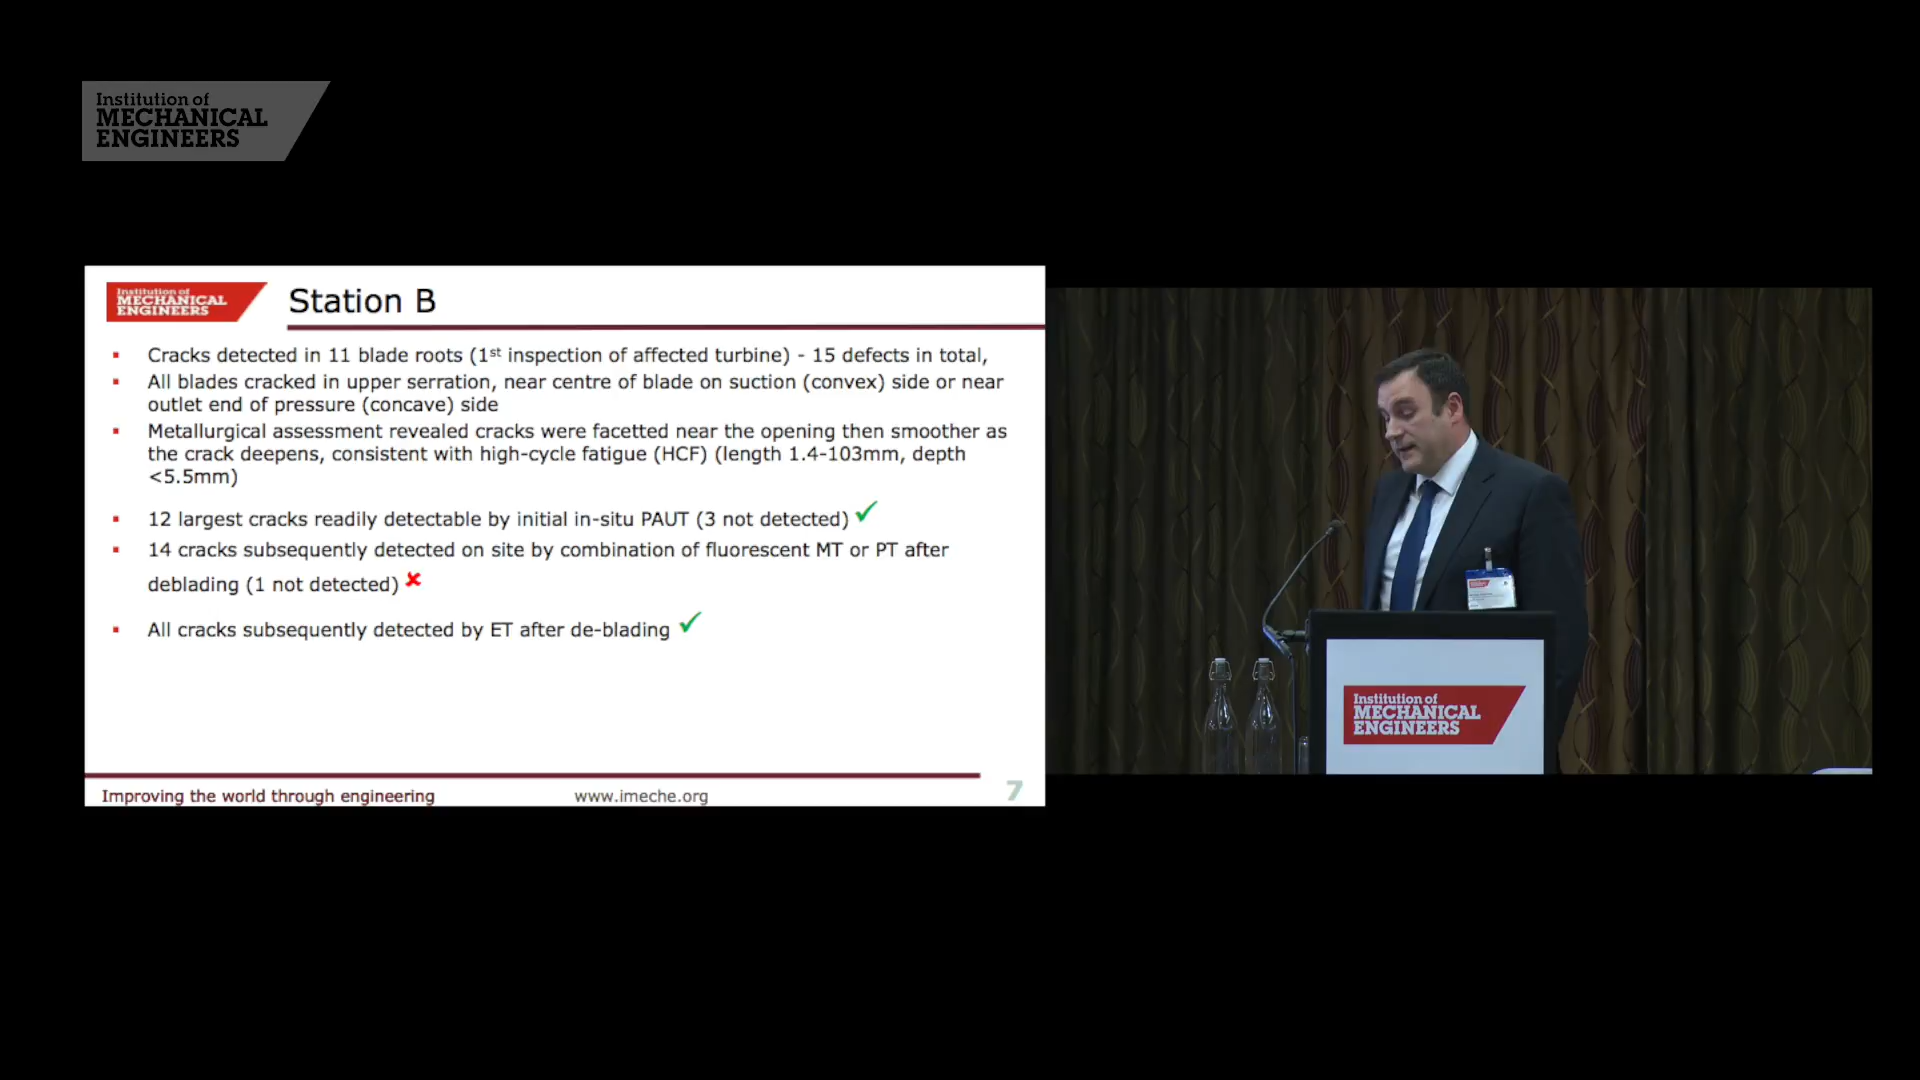 Institution of
MECHANICAL
ENGINEERS
Institution of
MECHANICAL
ENGINEERS
Station B
▪ Cracks detected in 11 blade roots (1st inspection of affected turbine) - 15 defects in total,
▪ All blades cracked in upper serration, near centre of blade on suction (convex) side or near
outlet end of pressure (concave) side
▪ Metallurgical assessment revealed cracks were facetted near the opening then smoother as
the crack deepens, consistent with high-cycle fatigue (HCF) (length 1.4-103mm, depth
<5.5mm)
▪ 12 largest cracks readily detectable by initial in-situ PAUT (3 not detected) ✓
▪ 14 cracks subsequently detected on site by combination of fluorescent MT or PT after
deblading (1 not detected) ✘
▪ All cracks subsequently detected by ET after de-blading ✓
Improving the world through engineering
www.imeche.org
7
Institution of
MECHANICAL
ENGINEERS